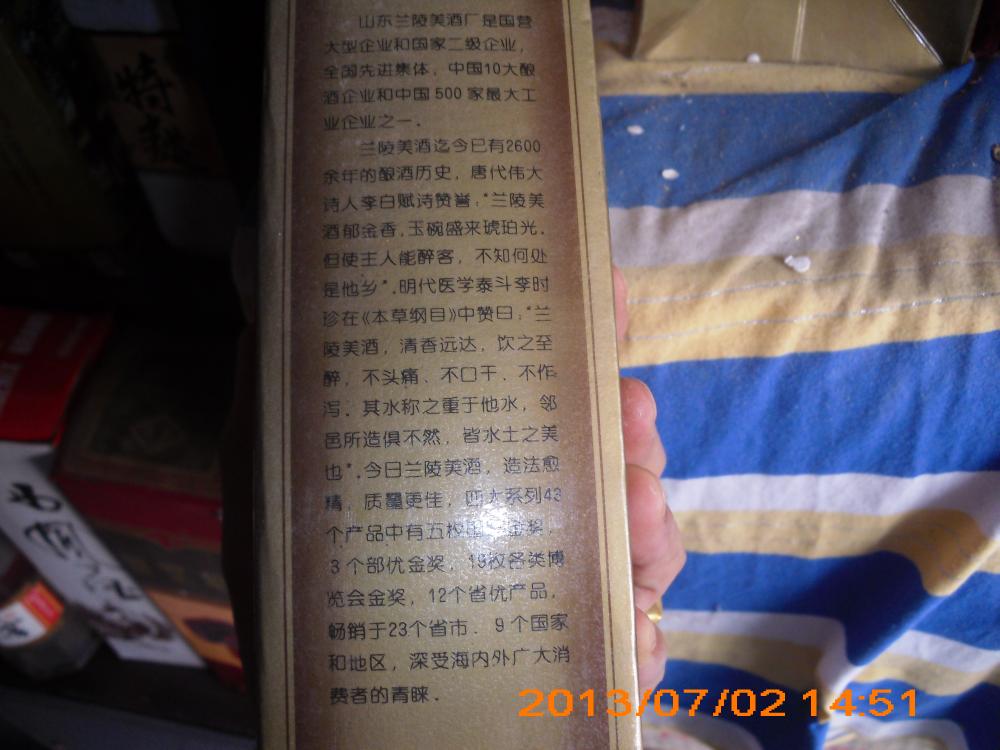 山东兰陵美酒厂是国营
大型企业和国家二级企业，
全国先进集体，中国10大酿
酒企业和中国500家最大工
业企业之一．
兰陵美酒迄今已有2600
余年的酿酒历史，唐代伟大
诗人李白赋诗赞誉："兰陵美
酒郁金香，玉碗盛来琥珀光，
但使主人能醉客，不知何处
是他乡"．明代医学泰斗李时
珍在《本草纲目》中赞曰："兰
陵美酒，清香远达，饮之至
醉，不头痛、不口干、不作
泻．其水称之重于他水，邻
邑所造俱不然，皆水土之美
也"．今日兰陵美酒，造法愈
精，质量更佳，四大系列43
个产品中有五枚国 金奖，
3个部优金奖，19枚各类博
览会金奖，12个省优产品，
畅销于23个省市．9个国家
和地区，深受海内外广大消
费者的青睐．
特
2013/07/02 14:51